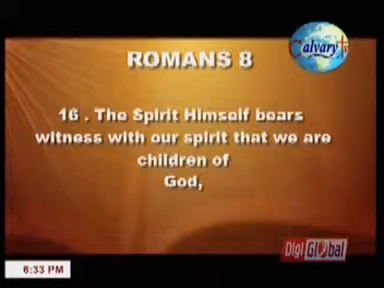 ROMANS 8
Calvary
16 . The Spirit Himself bears
witness with our spirit that we are
children of
God,
Digi Global
6:33 PM